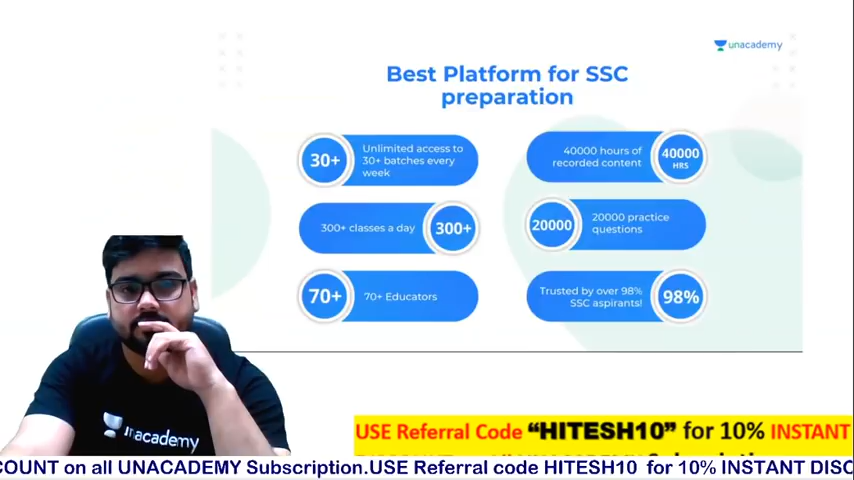 unacademy
Best Platform for SSC
preparation
30+
Unlimited access to
30+ batches every
week
40000 hours of
recorded content
40000
HRS
300+ classes a day
300+
20000
20000 practice
questions
70+
70+ Educators
Trusted by over 98%
SSC aspirants!
98%
unacademy
USE Referral Code “HITESH10” for 10% INSTANT
COUNT on all UNACADEMY Subscription.USE Referral code HITESH10 for 10% INSTANT DISC